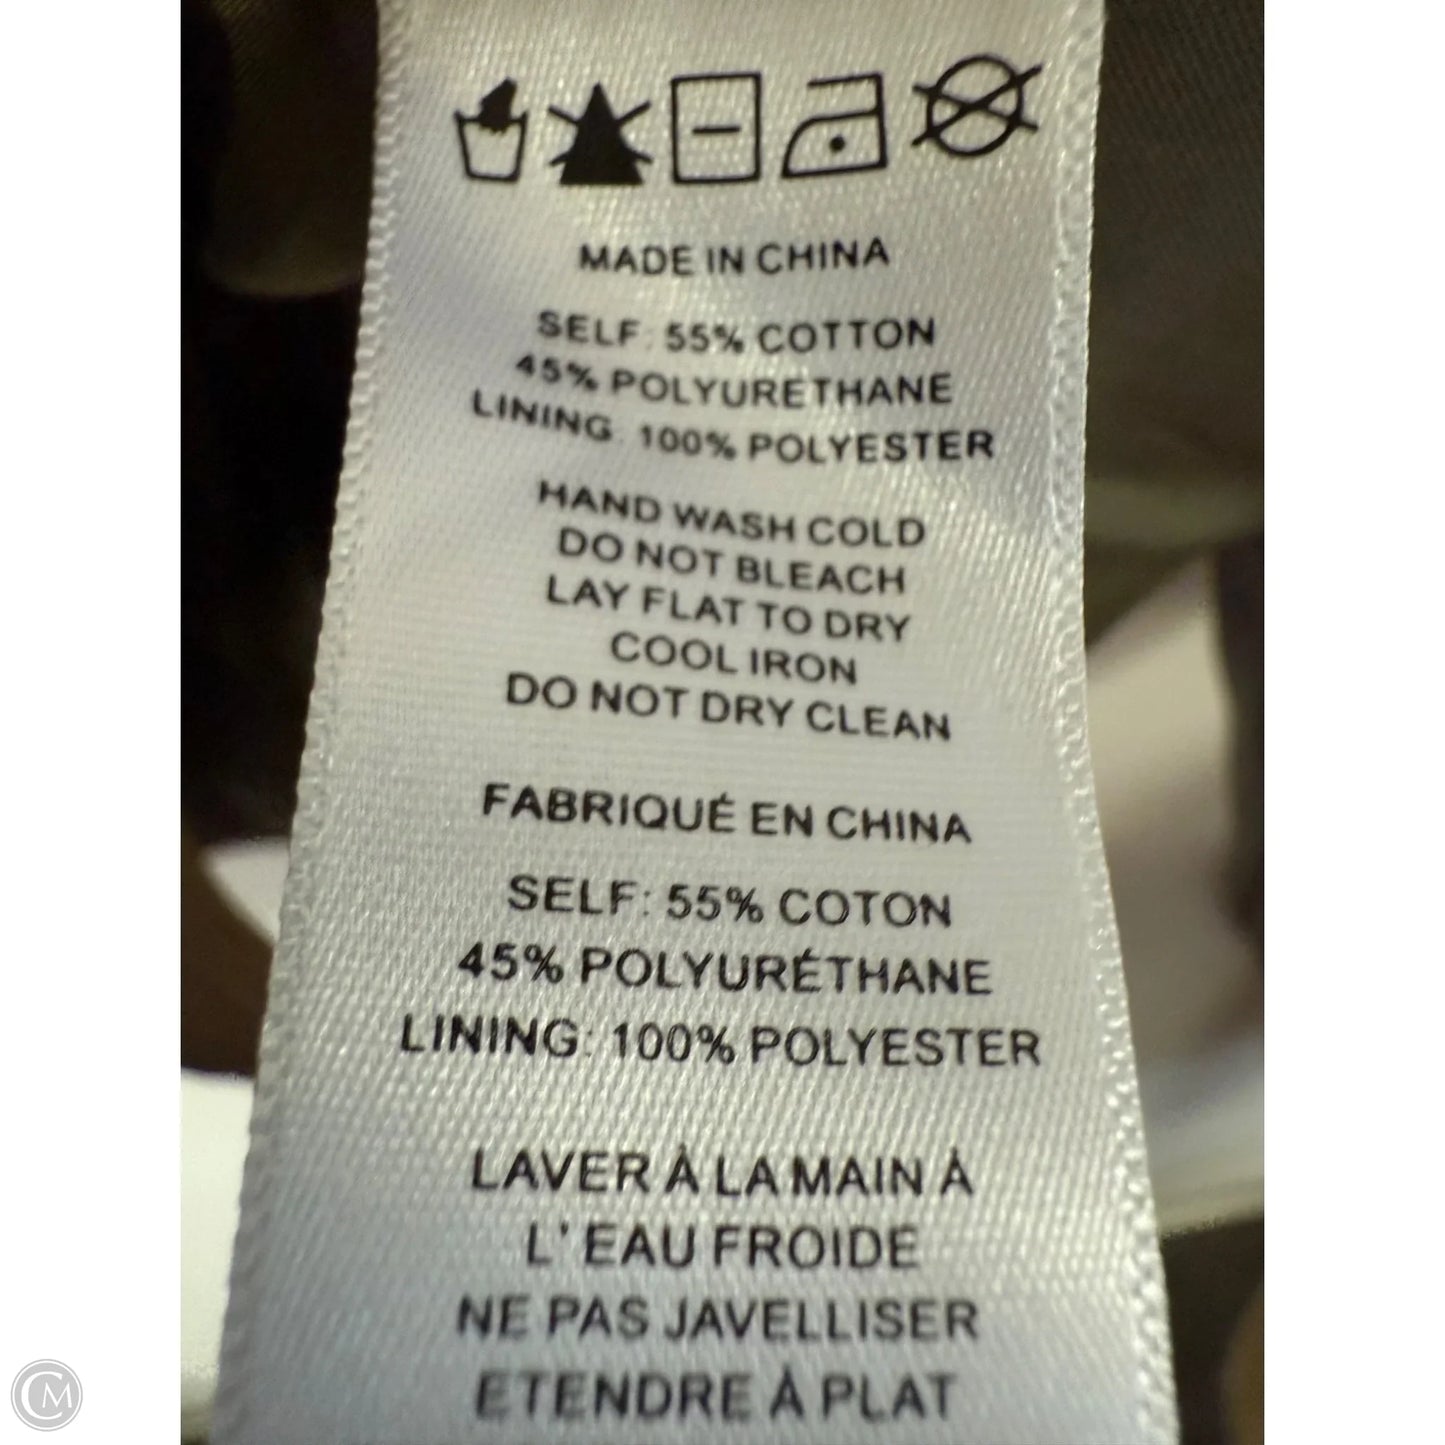 MADE IN CHINA
SELF: 55% COTTON
45% POLYURETHANE
LINING: 100% POLYESTER
HAND WASH COLD
DO NOT BLEACH
LAY FLAT TO DRY
COOL IRON
DO NOT DRY CLEAN
FABRIQUÉ EN CHINA
SELF: 55% COTON
45% POLYURÉTHANE
LINING: 100% POLYESTER
LAVER À LA MAIN À
L' EAU FROIDE
NE PAS JAVELLISER
ETENDRE À PLAT
CM